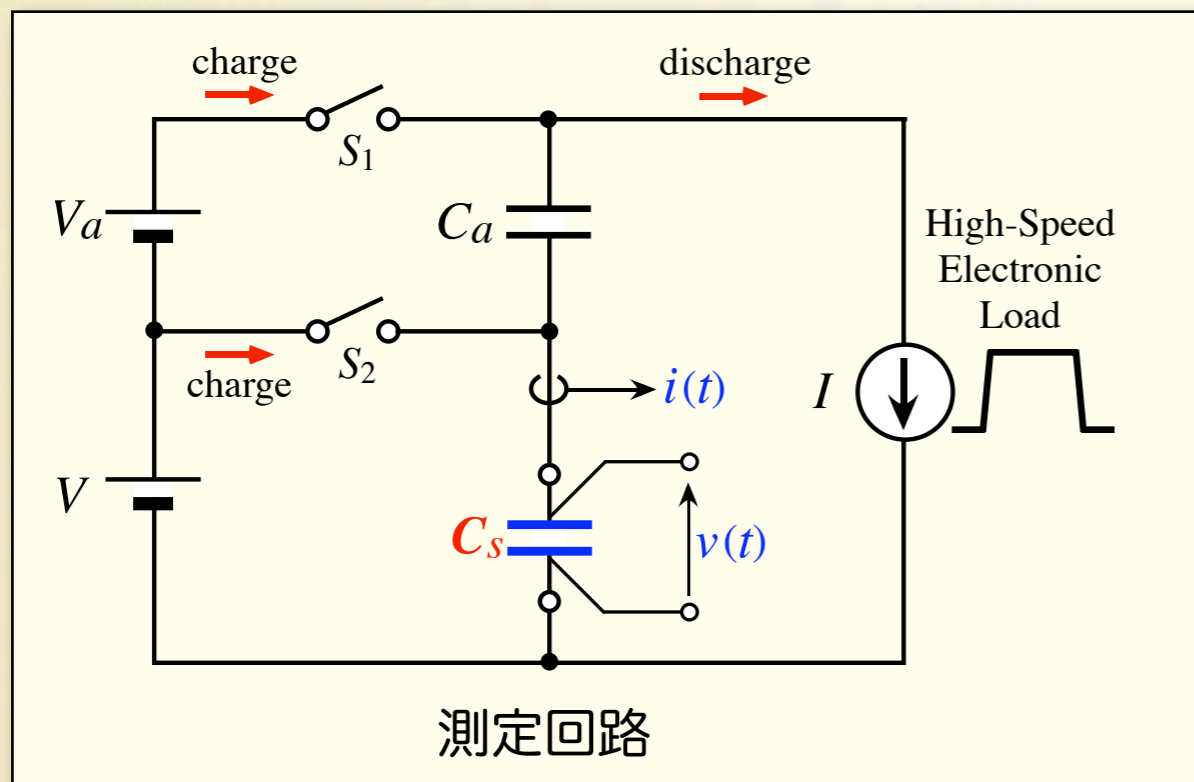 charge
discharge
S1
Va
Ca
High-Speed
Electronic
Load
S2
charge
i(t)
I
V
Cs
v(t)
測定回路